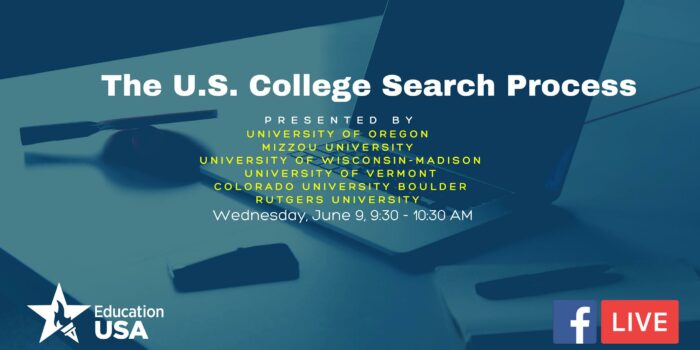 The U.S. College Search Process
PRESENTED BY
UNIVERSITY OF OREGON
MIZZOU UNIVERSITY
UNIVERSITY OF WISCONSIN-MADISON
UNIVERSITY OF VERMONT
COLORADO UNIVERSITY BOULDER
RUTGERS UNIVERSITY
Wednesday, June 9, 9:30 - 10:30 AM
Education
USA
f LIVE